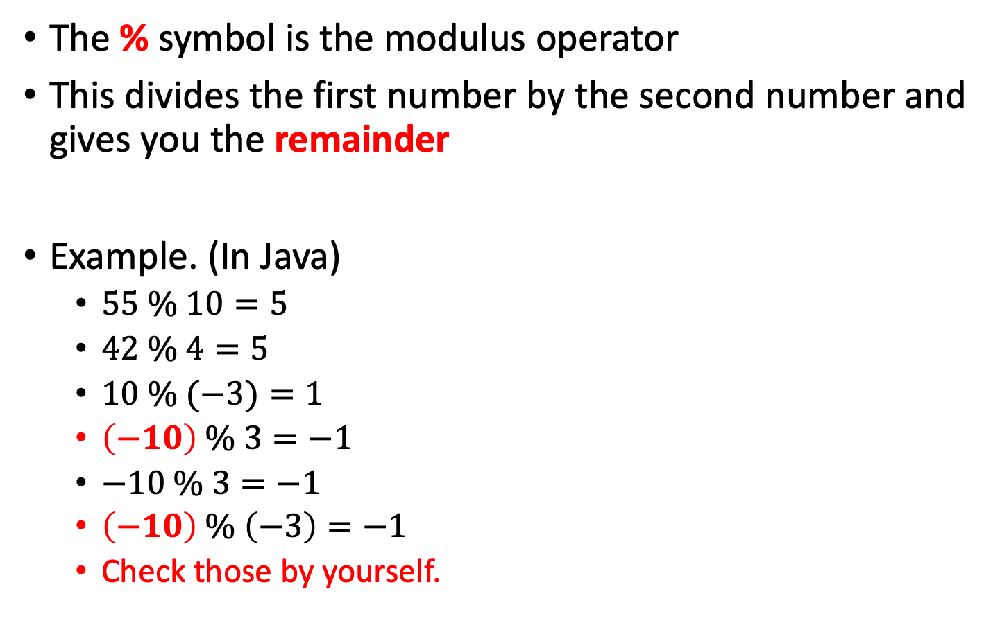 • The % symbol is the modulus operator
• This divides the first number by the second number and
gives you the remainder
• Example. (In Java)
• 55 % 10 = 5
• 42 % 4 = 5
• 10 % (−3) = 1
• (−10) % 3 = −1
• −10 % 3 = −1
• (−10) % (−3) = −1
• Check those by yourself.